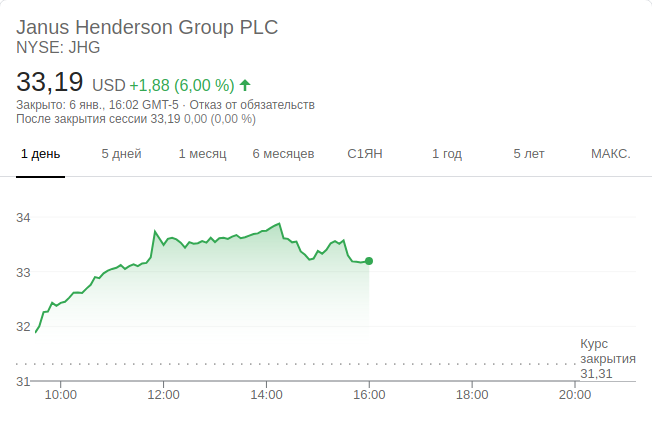 Janus Henderson Group PLC
NYSE: JHG
33,19 USD +1,88 (6,00 %)
Закрыто: 6 янв., 16:02 GMT-5 · Отказ от обязательств
После закрытия сессии 33,19 0,00 (0,00 %)
1 день 5 дней 1 месяц 6 месяцев С1ЯН 1 год 5 лет МАКС.
34
33
32
Курс
закрытия
31,31
31
10:00 12:00 14:00 16:00 18:00 20:00